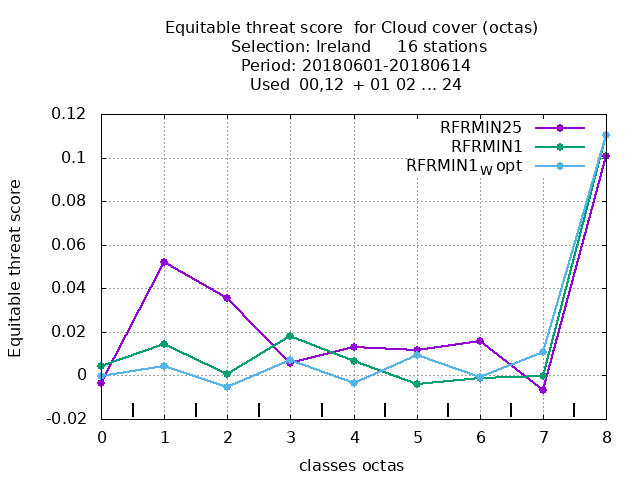 Equitable threat score  for Cloud cover (octas)
Selection: Ireland     16 stations
Period: 20180601-20180614
Used  00,12  + 01 02 ... 24
0.12
0.1
0.08
0.06
0.04
0.02
0
-0.02
Equitable threat score
RFRMIN25
RFRMIN1
RFRMIN1W opt
0 1 2 3 4 5 6 7 8
classes octas